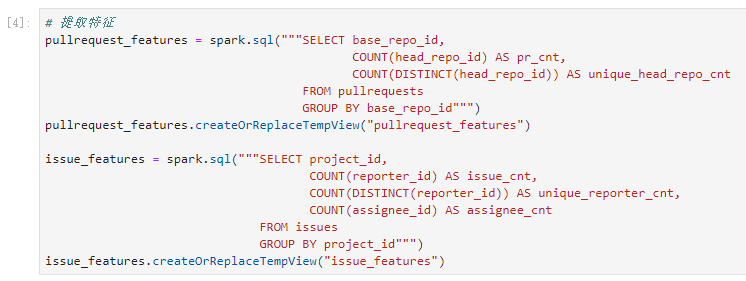 [4]:
# 提取特征
pullrequest_features = spark.sql("""SELECT base_repo_id,
COUNT(head_repo_id) AS pr_cnt,
COUNT(DISTINCT(head_repo_id)) AS unique_head_repo_cnt
FROM pullrequests
GROUP BY base_repo_id""")
pullrequest_features.createOrReplaceTempView("pullrequest_features")
issue_features = spark.sql("""SELECT project_id,
COUNT(reporter_id) AS issue_cnt,
COUNT(DISTINCT(reporter_id)) AS unique_reporter_cnt,
COUNT(assignee_id) AS assignee_cnt
FROM issues
GROUP BY project_id""")
issue_features.createOrReplaceTempView("issue_features")